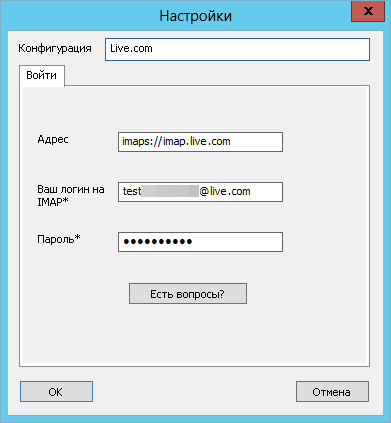 Настройки
x
Конфигурация Live.com
Войти
Адрес imaps://imap.live.com
Ваш логин на
IMAP* test @live.com
Пароль* ••••••••••
Есть вопросы?
OK Отмена